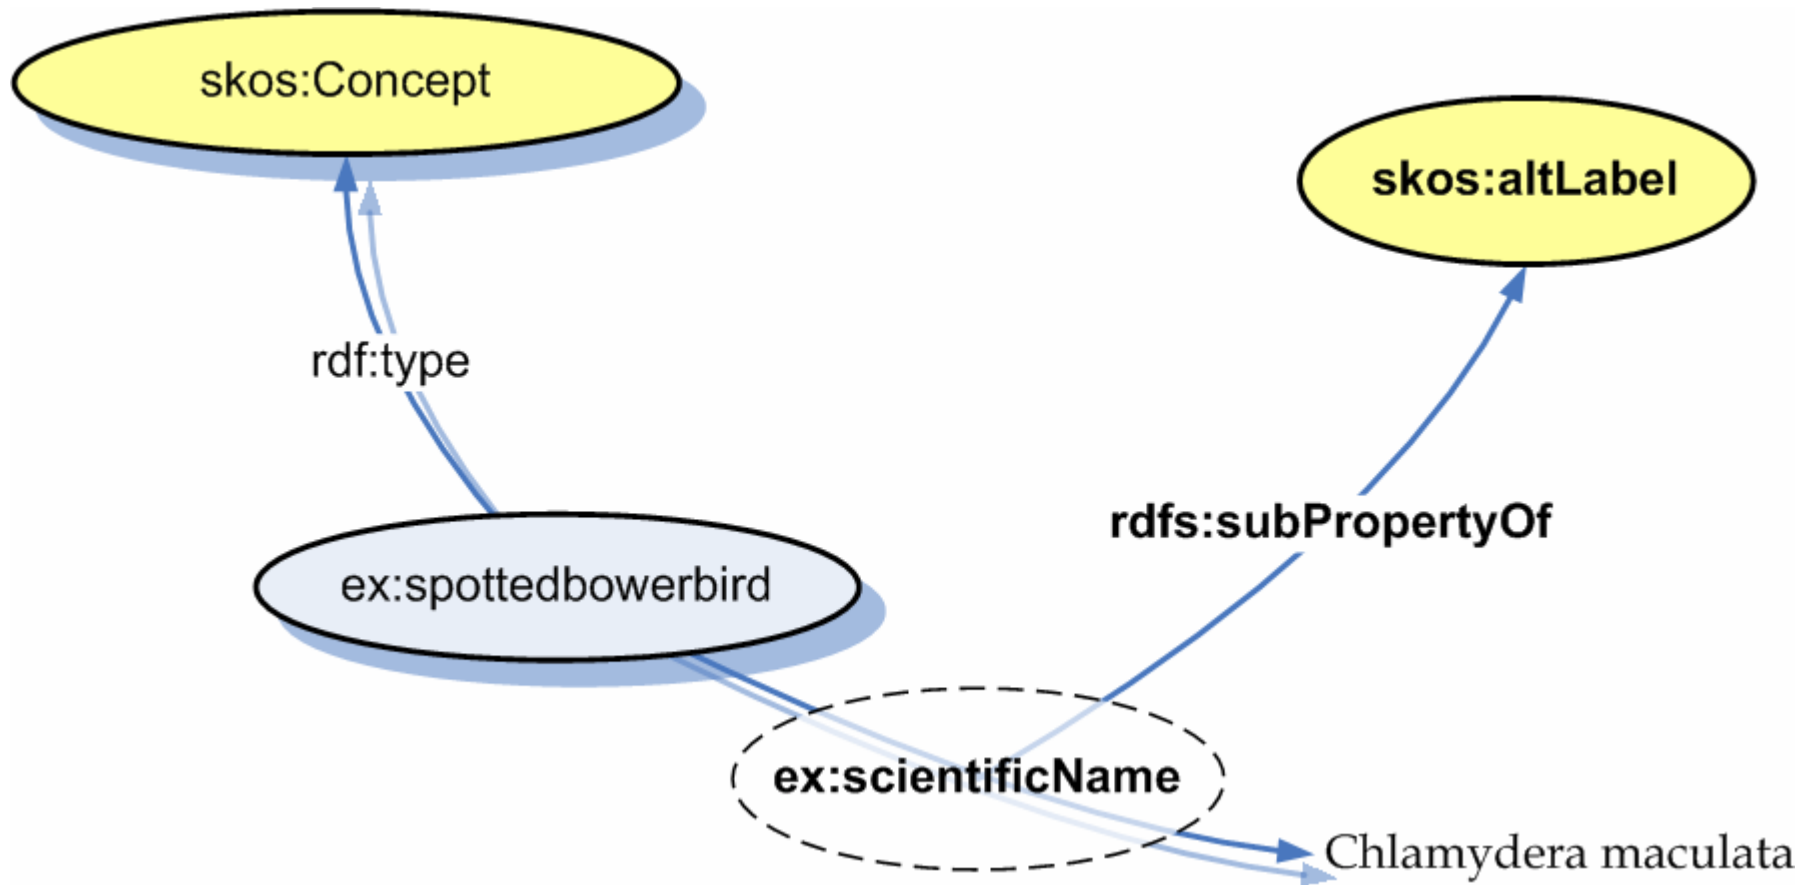 skos:Concept
skos:altLabel
rdf:type
rdfs:subPropertyOf
ex:spottedbowerbird
ex:scientificName
Chlamydera maculata